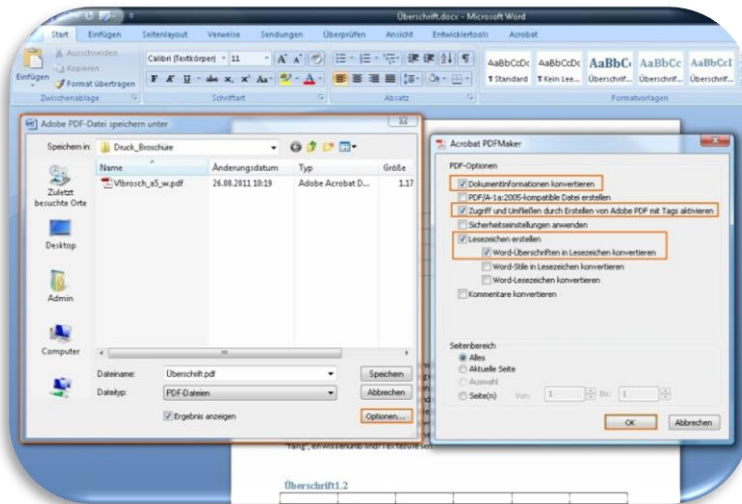 Überschrift.docx - Microsoft Word
Start Einfügen Seitenlayout Verweise Sendungen Überprüfen Ansicht Entwicklertools Acrobat
Ausschneiden
Kopieren
Einfügen Format übertragen
Calibri (Textkörper) 11
F K U abe x, x² Aa
AaBbCcDc AaBbCcDc AaBbC AaBbCc AaBbCcI
¶ Standard ¶ Kein Lee... Überschrif... Überschrif... Überschrif...
Zwischenablage Schriftart Absatz Formatvorlagen
Adobe PDF-Datei speichern unter
Speichern in: Druck_Broschüre
Name Änderungsdatum Typ Größe
VIbrosch_a5_w.pdf 26.08.2011 10:19 Adobe Acrobat D... 1.17
Zuletzt
besuchte Orte
Desktop
Admin
Computer
Dateiname: Überschrift.pdf Speichern
Dateityp: PDF-Dateien Abbrechen
Ergebnis anzeigen Optionen...
Acrobat PDFMaker
PDF-Optionen
Dokumentinformationen konvertieren
PDF/A-1a:2005-kompatible Datei erstellen
Zugriff und Umfließen durch Erstellen von Adobe PDF mit Tags aktivieren
Sicherheitseinstellungen anwenden
Lesezeichen erstellen
Word-Überschriften in Lesezeichen konvertieren
Word-Stile in Lesezeichen konvertieren
Word-Lesezeichen konvertieren
Kommentare konvertieren
Seitenbereich
Alles
Aktuelle Seite
Auswahl
Seite(n) Von: 1 Bis: 1
OK Abbrechen
Überschrift1.2